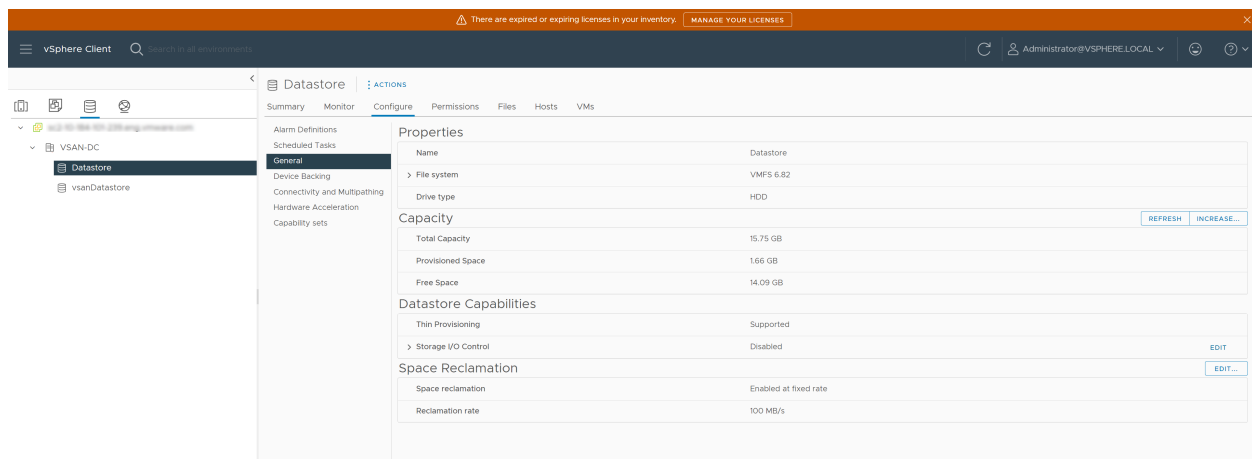 There are expired or expiring licenses in your inventory. MANAGE YOUR LICENSES
vSphere Client Search in all environments Administrator@VSPHERE.LOCAL
Datastore ACTIONS
Summary Monitor Configure Permissions Files Hosts VMs
VSAN-DC
Datastore
vsanDatastore
Alarm Definitions
Scheduled Tasks
General
Device Backing
Connectivity and Multipathing
Hardware Acceleration
Capability sets
Properties
Name Datastore
File system VMFS 6.82
Drive type HDD
Capacity REFRESH INCREASE...
Total Capacity 15.75 GB
Provisioned Space 1.66 GB
Free Space 14.09 GB
Datastore Capabilities
Thin Provisioning Supported
Storage I/O Control Disabled EDIT
Space Reclamation EDIT...
Space reclamation Enabled at fixed rate
Reclamation rate 100 MB/s